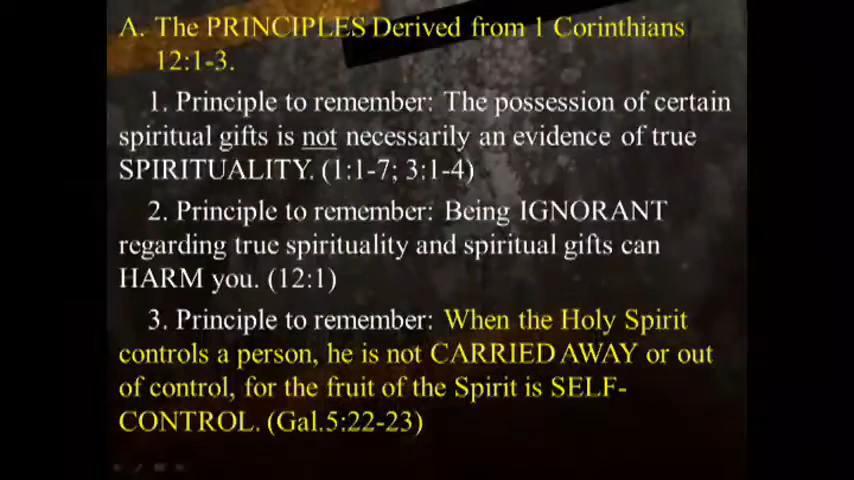 A. The PRINCIPLES Derived from 1 Corinthians
12:1-3.
1. Principle to remember: The possession of certain
spiritual gifts is not necessarily an evidence of true
SPIRITUALITY. (1:1-7; 3:1-4)
2. Principle to remember: Being IGNORANT
regarding true spirituality and spiritual gifts can
HARM you. (12:1)
3. Principle to remember: When the Holy Spirit
controls a person, he is not CARRIED AWAY or out
of control, for the fruit of the Spirit is SELF-
CONTROL. (Gal.5:22-23)